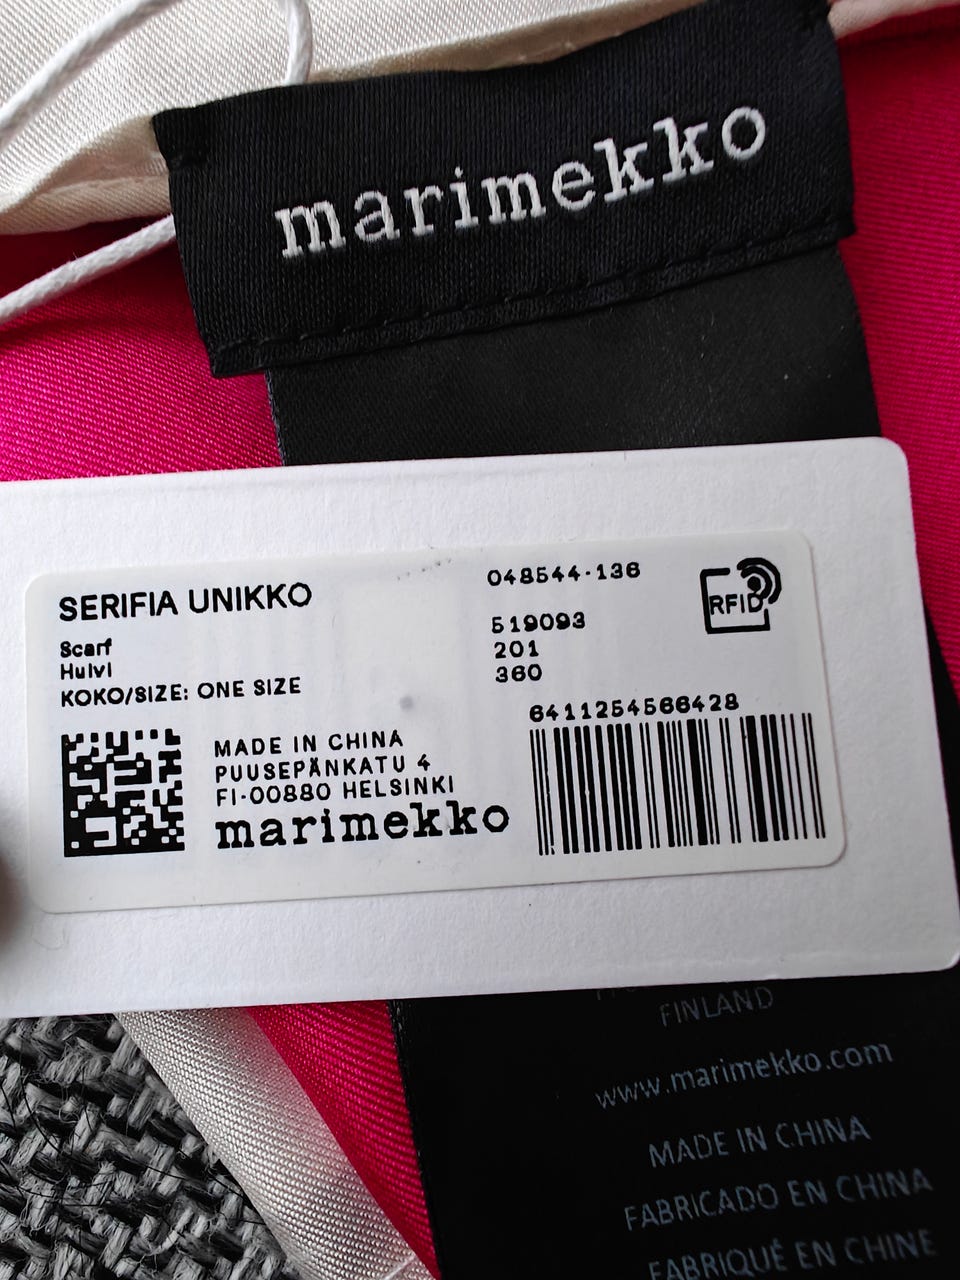 marimekko
SERIFIA UNIKKO
Scarf
Huivi
KOKO/SIZE: ONE SIZE
048544-136
519093
201
360
RFID
6411254566428
MADE IN CHINA
PUUSEPÄNKATU 4
FI-00880 HELSINKI
marimekko
FINLAND
www.marimekko.com
MADE IN CHINA
FABRICADO EN CHINA
FABRIQUÉ EN CHINE